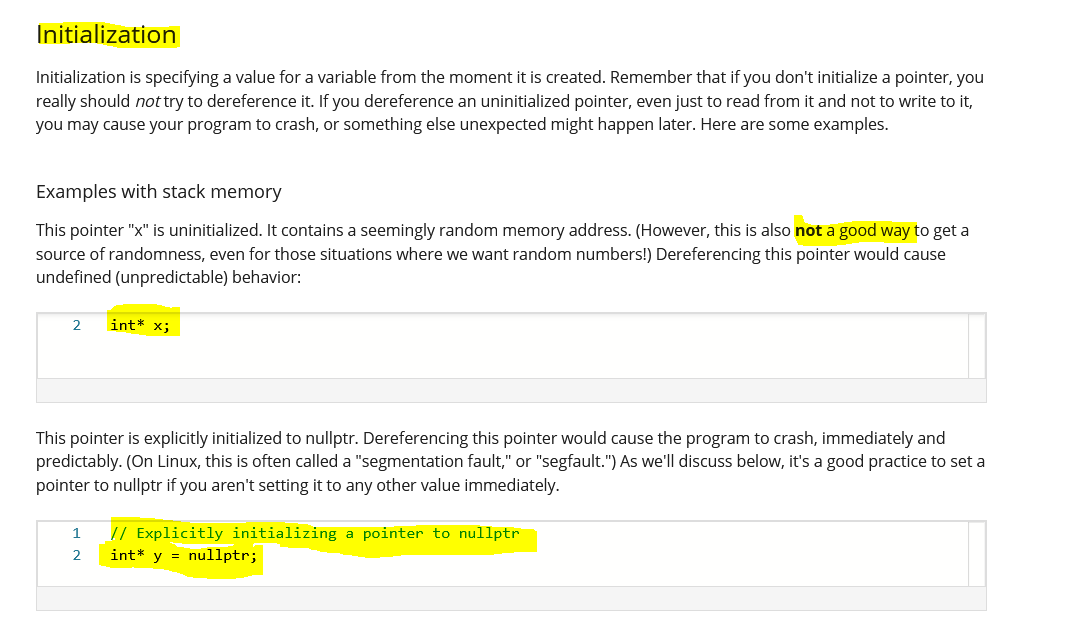 Initialization
Initialization is specifying a value for a variable from the moment it is created. Remember that if you don't initialize a pointer, you
really should not try to dereference it. If you dereference an uninitialized pointer, even just to read from it and not to write to it,
you may cause your program to crash, or something else unexpected might happen later. Here are some examples.
Examples with stack memory
This pointer "x" is uninitialized. It contains a seemingly random memory address. (However, this is also not a good way to get a
source of randomness, even for those situations where we want random numbers!) Dereferencing this pointer would cause
undefined (unpredictable) behavior:
2 int* x;
This pointer is explicitly initialized to nullptr. Dereferencing this pointer would cause the program to crash, immediately and
predictably. (On Linux, this is often called a "segmentation fault," or "segfault.") As we'll discuss below, it's a good practice to set a
pointer to nullptr if you aren't setting it to any other value immediately.
1 // Explicitly initializing a pointer to nullptr
2 int* y = nullptr;